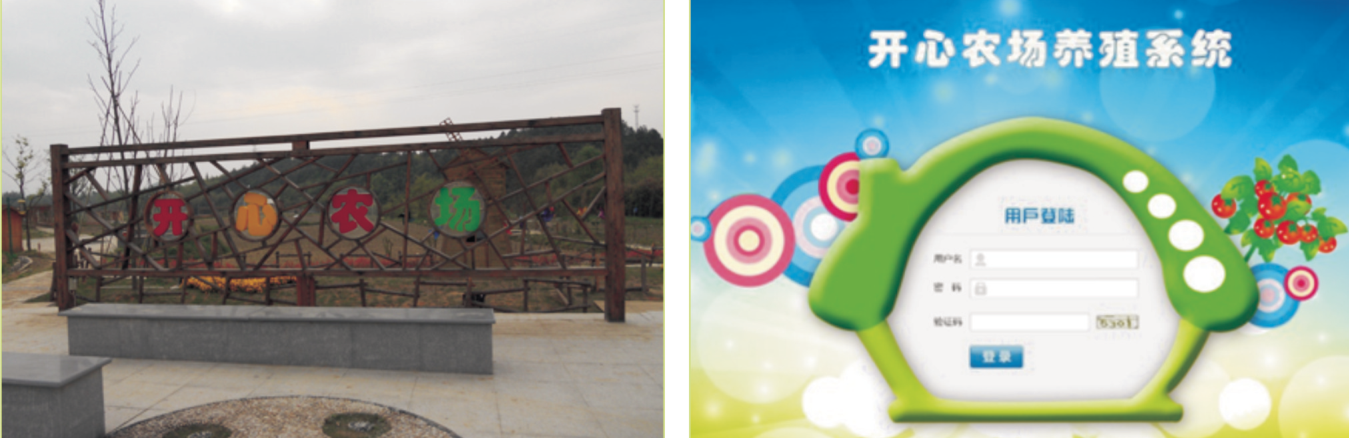 开心农场
开心农场养殖系统
用户登陆
用户名
密 码
验证码
登录